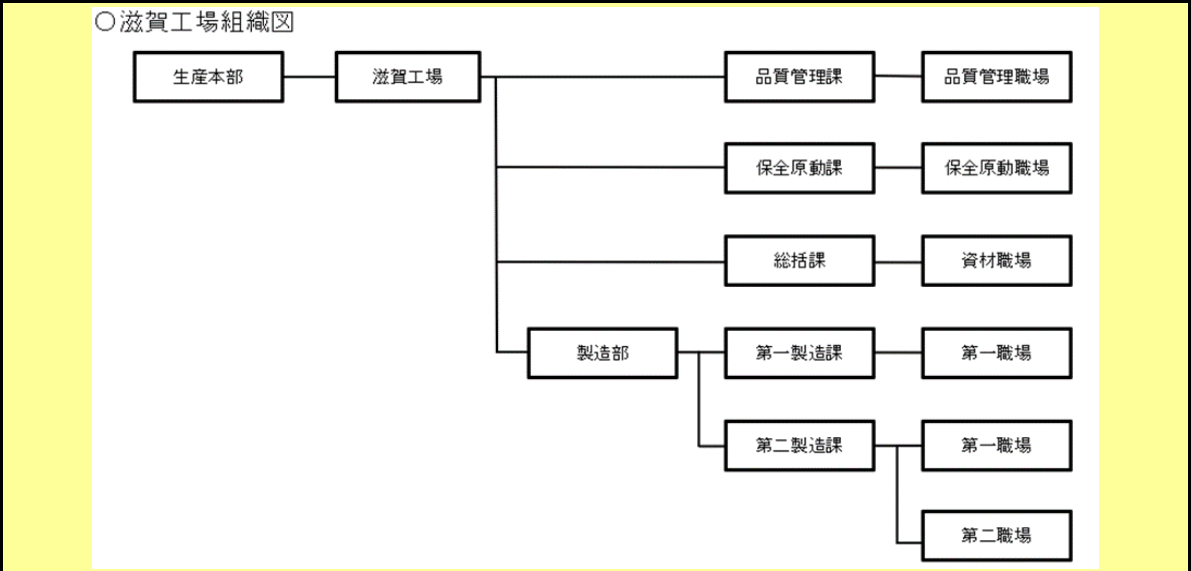 ○滋賀工場組織図
生産本部
滋賀工場
品質管理課
品質管理職場
保全原動課
保全原動職場
総括課
資材職場
製造部
第一製造課
第一職場
第二製造課
第一職場
第二職場